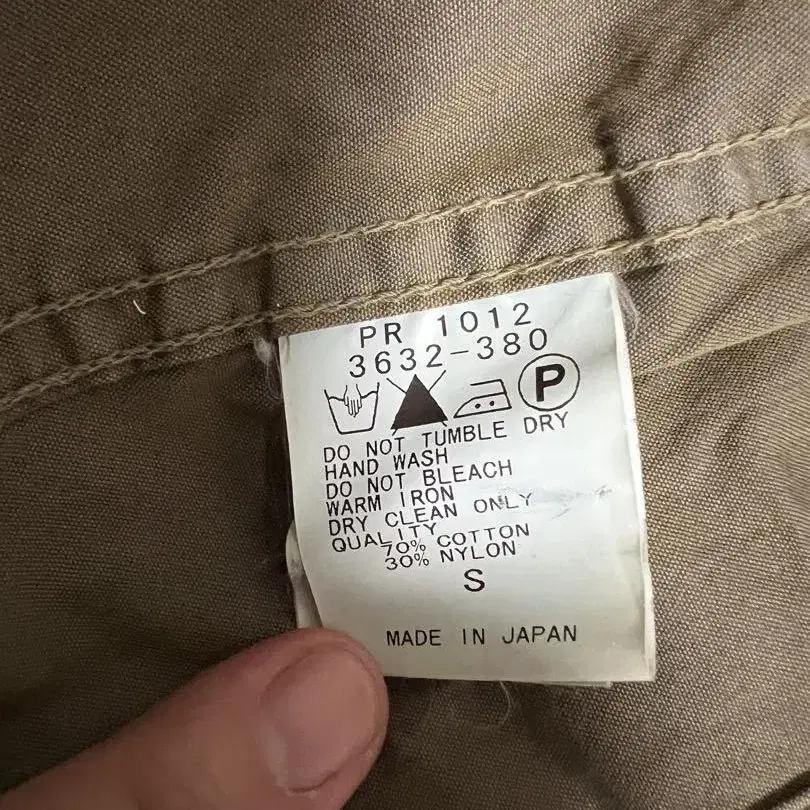 PR 1012
3632-380
P
DO NOT TUMBLE DRY
HAND WASH
DO NOT BLEACH
WARM IRON
DRY CLEAN ONLY
QUALITY
70% COTTON
30% NYLON
S
MADE IN JAPAN